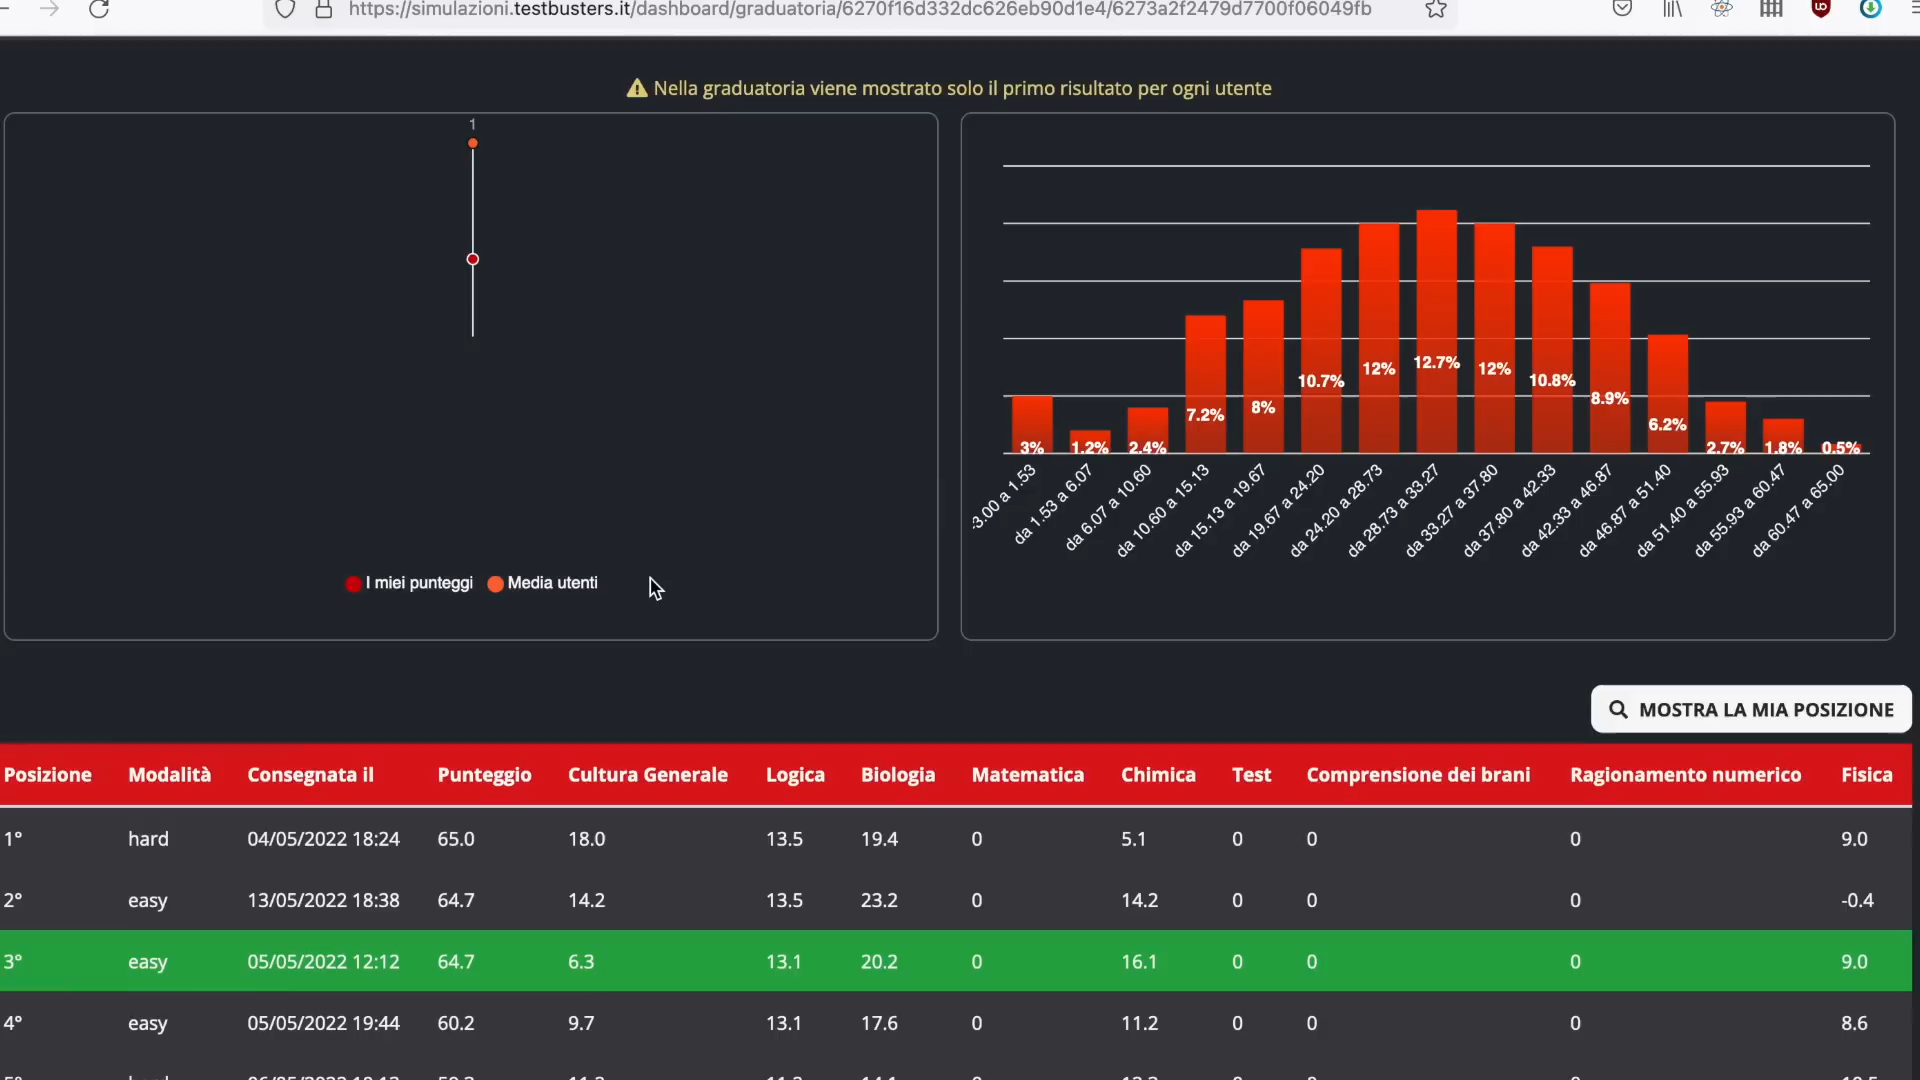 https://simulazioni.testbusters.it/dashboard/graduatoria/6270f16d332dc626eb90d1e4/6273a2f2479d7700f06049fb
Nella graduatoria viene mostrato solo il primo risultato per ogni utente
1
I miei punteggi Media utenti
3% 1.2% 2.4% 7.2% 8% 10.7% 12% 12.7% 12% 10.8% 8.9% 6.2% 2.7% 1.8% 0.5%
-3.00 a 1.53
da 1.53 a 6.07
da 6.07 a 10.60
da 10.60 a 15.13
da 15.13 a 19.67
da 19.67 a 24.20
da 24.20 a 28.73
da 28.73 a 33.27
da 33.27 a 37.80
da 37.80 a 42.33
da 42.33 a 46.87
da 46.87 a 51.40
da 51.40 a 55.93
da 55.93 a 60.47
da 60.47 a 65.00
MOSTRA LA MIA POSIZIONE
Posizione Modalità Consegnata il Punteggio Cultura Generale Logica Biologia Matematica Chimica Test Comprensione dei brani Ragionamento numerico Fisica
1° hard 04/05/2022 18:24 65.0 18.0 13.5 19.4 0 5.1 0 0 0 9.0
2° easy 13/05/2022 18:38 64.7 14.2 13.5 23.2 0 14.2 0 0 0 -0.4
3° easy 05/05/2022 12:12 64.7 6.3 13.1 20.2 0 16.1 0 0 0 9.0
4° easy 05/05/2022 19:44 60.2 9.7 13.1 17.6 0 11.2 0 0 0 8.6